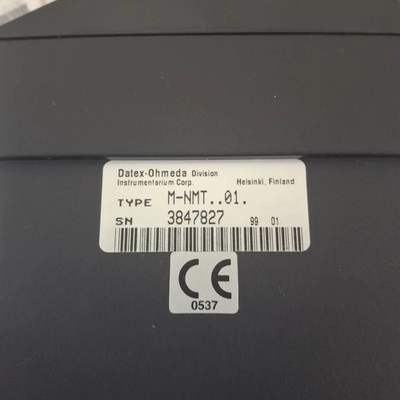 Datex-Ohmeda Division
Instrumentarium Corp. Helsinki, Finland
TYPE M-NMT..01.
SN 3847827 99 01
CE
0537